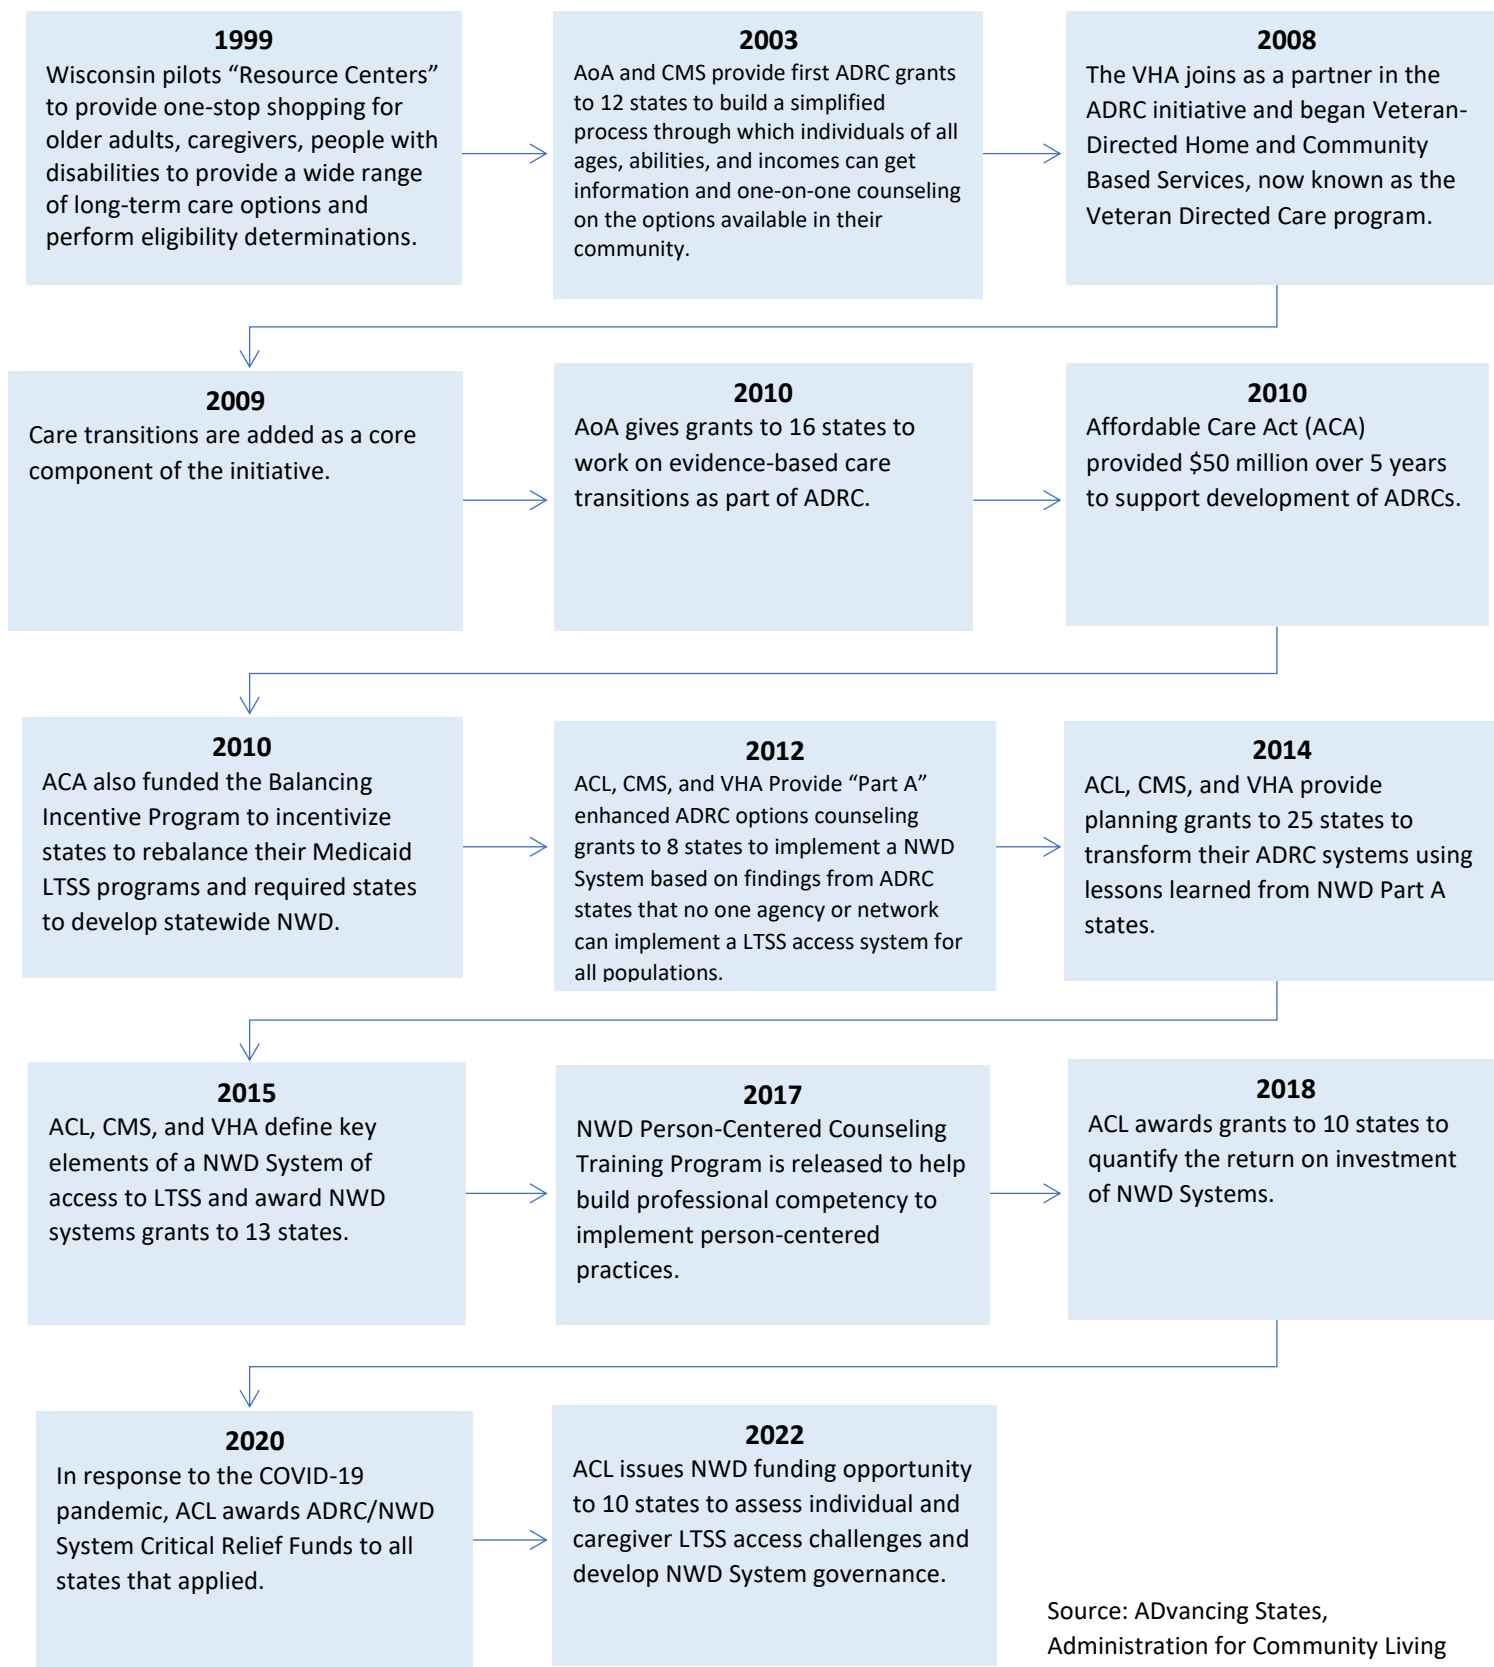 1999
Wisconsin pilots “Resource Centers”
to provide one-stop shopping for
older adults, caregivers, people with
disabilities to provide a wide range
of long-term care options and
perform eligibility determinations.
2003
AoA and CMS provide first ADRC grants
to 12 states to build a simplified
process through which individuals of all
ages, abilities, and incomes can get
information and one-on-one counseling
on the options available in their
community.
2008
The VHA joins as a partner in the
ADRC initiative and began Veteran-
Directed Home and Community
Based Services, now known as the
Veteran Directed Care program.
2009
Care transitions are added as a core
component of the initiative.
2010
AoA gives grants to 16 states to
work on evidence-based care
transitions as part of ADRC.
2010
Affordable Care Act (ACA)
provided $50 million over 5 years
to support development of ADRCs.
2010
ACA also funded the Balancing
Incentive Program to incentivize
states to rebalance their Medicaid
LTSS programs and required states
to develop statewide NWD.
2012
ACL, CMS, and VHA Provide “Part A”
enhanced ADRC options counseling
grants to 8 states to implement a NWD
System based on findings from ADRC
states that no one agency or network
can implement a LTSS access system for
all populations.
2014
ACL, CMS, and VHA provide
planning grants to 25 states to
transform their ADRC systems using
lessons learned from NWD Part A
states.
2015
ACL, CMS, and VHA define key
elements of a NWD System of
access to LTSS and award NWD
systems grants to 13 states.
2017
NWD Person-Centered Counseling
Training Program is released to help
build professional competency to
implement person-centered
practices.
2018
ACL awards grants to 10 states to
quantify the return on investment
of NWD Systems.
2020
In response to the COVID-19
pandemic, ACL awards ADRC/NWD
System Critical Relief Funds to all
states that applied.
2022
ACL issues NWD funding opportunity
to 10 states to assess individual and
caregiver LTSS access challenges and
develop NWD System governance.
Source: ADvancing States,
Administration for Community Living